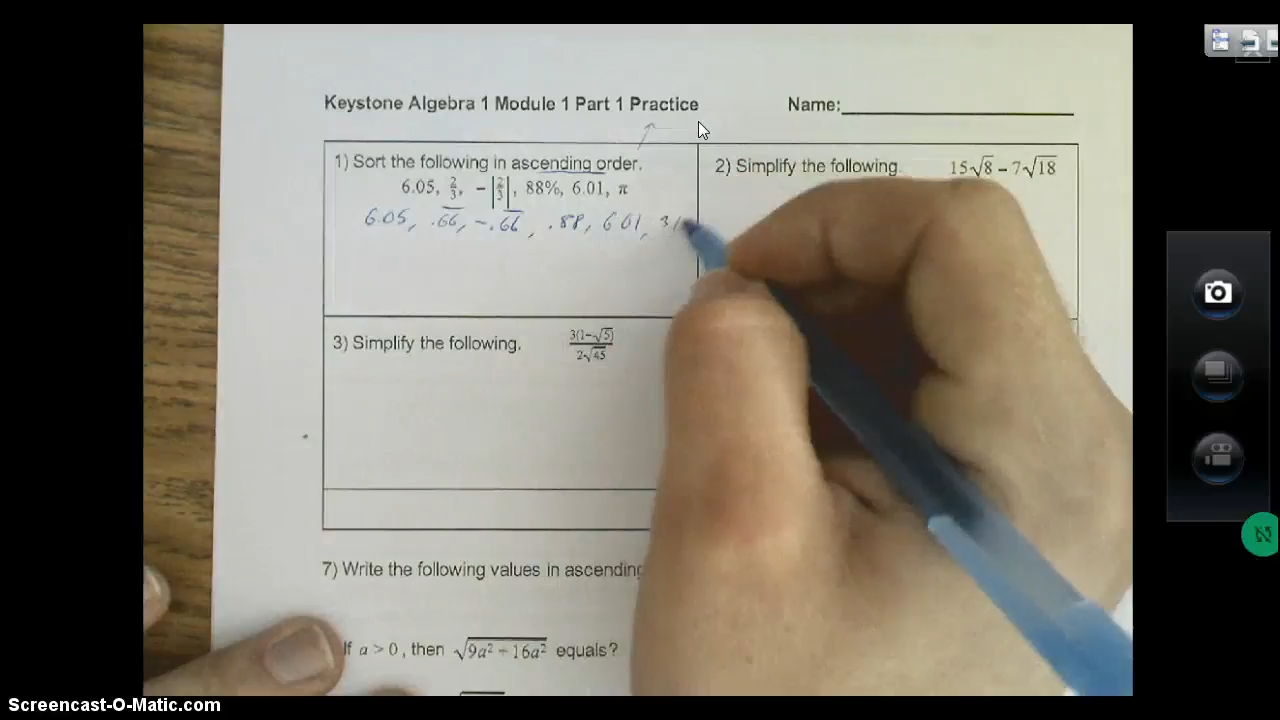 Keystone Algebra 1 Module 1 Part 1 Practice Name:
1) Sort the following in ascending order.
6.05, 2/3, -|2/3|, 88%, 6.01, π
6.05, .66, -.66, .88, 6.01, 3.1
2) Simplify the following. 15√8 - 7√18
3) Simplify the following. 3(1-√5)/2√45
7) Write the following values in ascending
If a > 0, then √9a² + 16a² equals?
Screencast-O-Matic.com